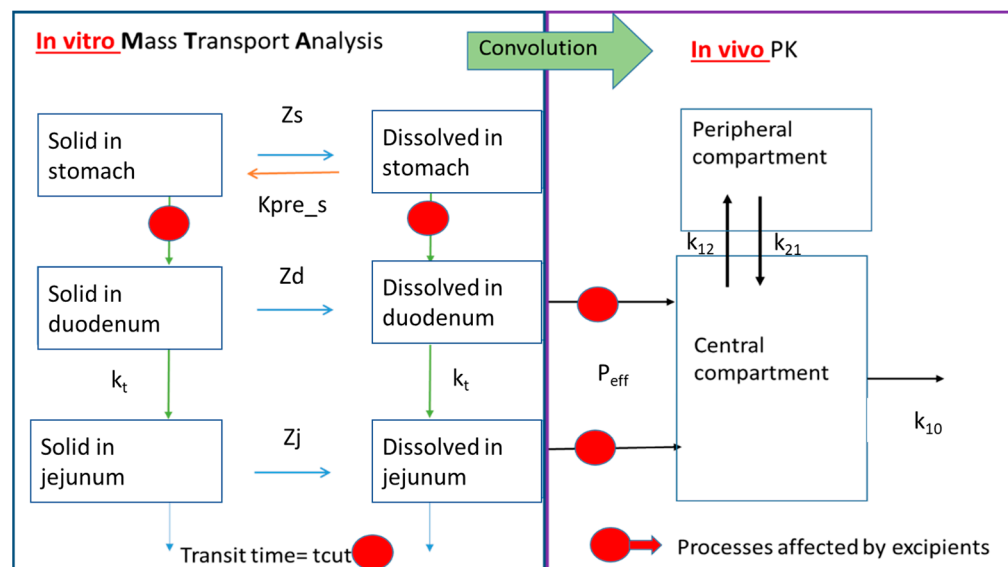 In vitro Mass Transport Analysis
Convolution
In vivo PK
Solid in
stomach
Zs
Kpre_s
Dissolved in
stomach
Peripheral
compartment
k12
k21
Solid in
duodenum
Zd
Dissolved in
duodenum
kt
kt
Peff
Central
compartment
k10
Solid in
jejunum
Zj
Dissolved in
jejunum
Transit time= tcut
Processes affected by excipients